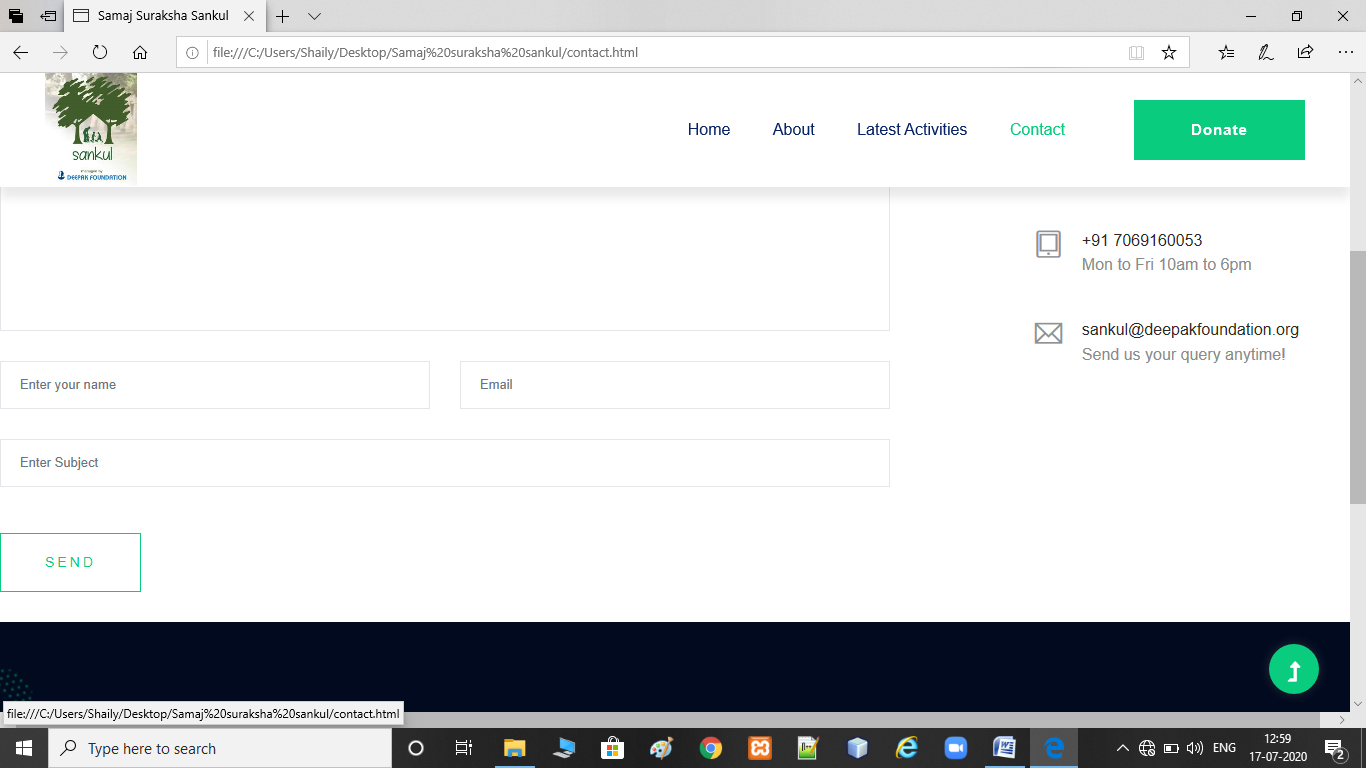 Samaj Suraksha Sankul
file:///C:/Users/Shaily/Desktop/Samaj%20suraksha%20sankul/contact.html
sankul
managed by
DEEPAK FOUNDATION
Home About Latest Activities Contact Donate
+91 7069160053
Mon to Fri 10am to 6pm
sankul@deepakfoundation.org
Send us your query anytime!
Enter your name Email
Enter Subject
SEND
file:///C:/Users/Shaily/Desktop/Samaj%20suraksha%20sankul/contact.html
Type here to search
ENG
12:59
17-07-2020
2